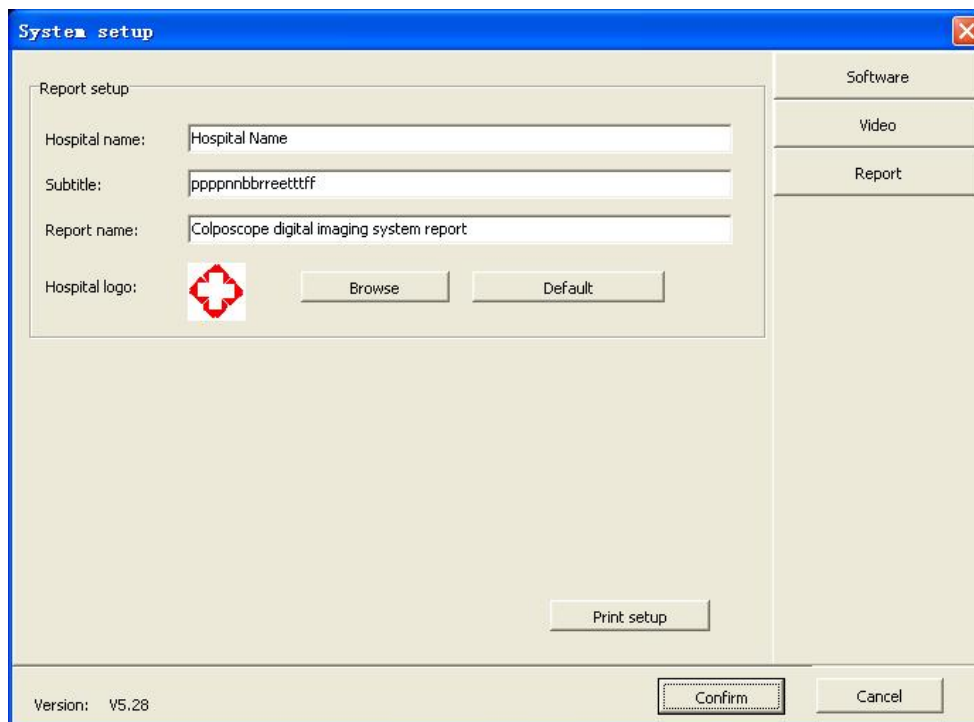 System setup
Software
Video
Report
Report setup
Hospital name: Hospital Name
Subtitle: ppppnnbbrreetttff
Report name: Colposcope digital imaging system report
Hospital logo: Browse Default
Print setup
Version: V5.28 Confirm Cancel